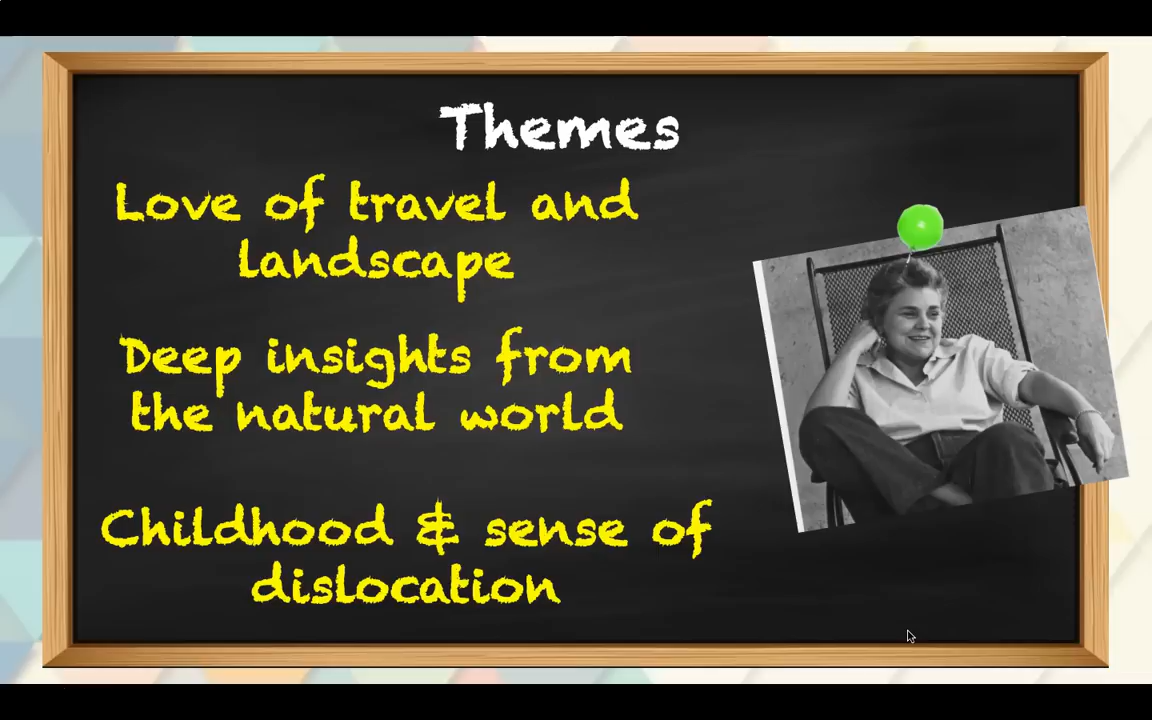 Themes
Love of travel and
landscape
Deep insights from
the natural world
Childhood & sense of
dislocation